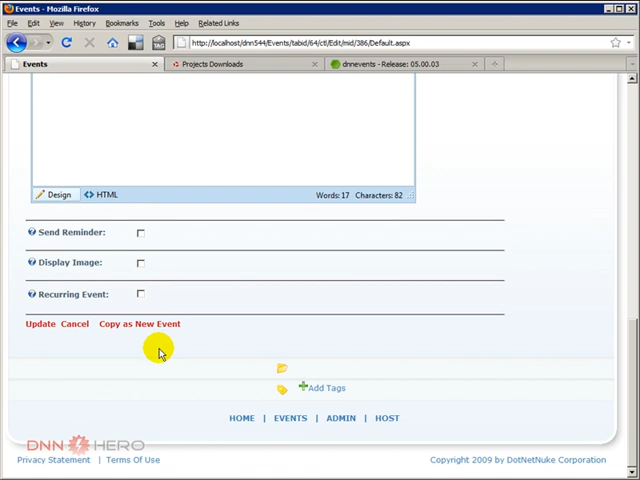 Events - Mozilla Firefox
File Edit View History Bookmarks Tools Help Related Links
TAG
http://localhost/dnn544/Events/tabid/64/ctl/Edit/mid/386/Default.aspx
Events
Projects Downloads
dnnevents - Release: 05.00.03
Design
HTML
Words: 17 Characters: 82
Send Reminder:
Display Image:
Recurring Event:
Update Cancel Copy as New Event
Add Tags
HOME | EVENTS | ADMIN | HOST
DNN HERO
Privacy Statement | Terms Of Use
Copyright 2009 by DotNetNuke Corporation